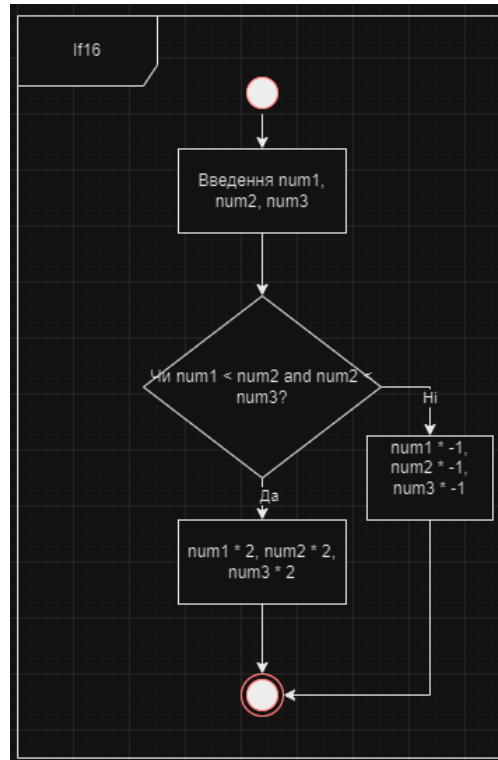 If16
Введення num1,
num2, num3
Чи num1 < num2 and num2 <
num3?
Ні
num1 * -1,
num2 * -1,
num3 * -1
Да
num1 * 2, num2 * 2,
num3 * 2